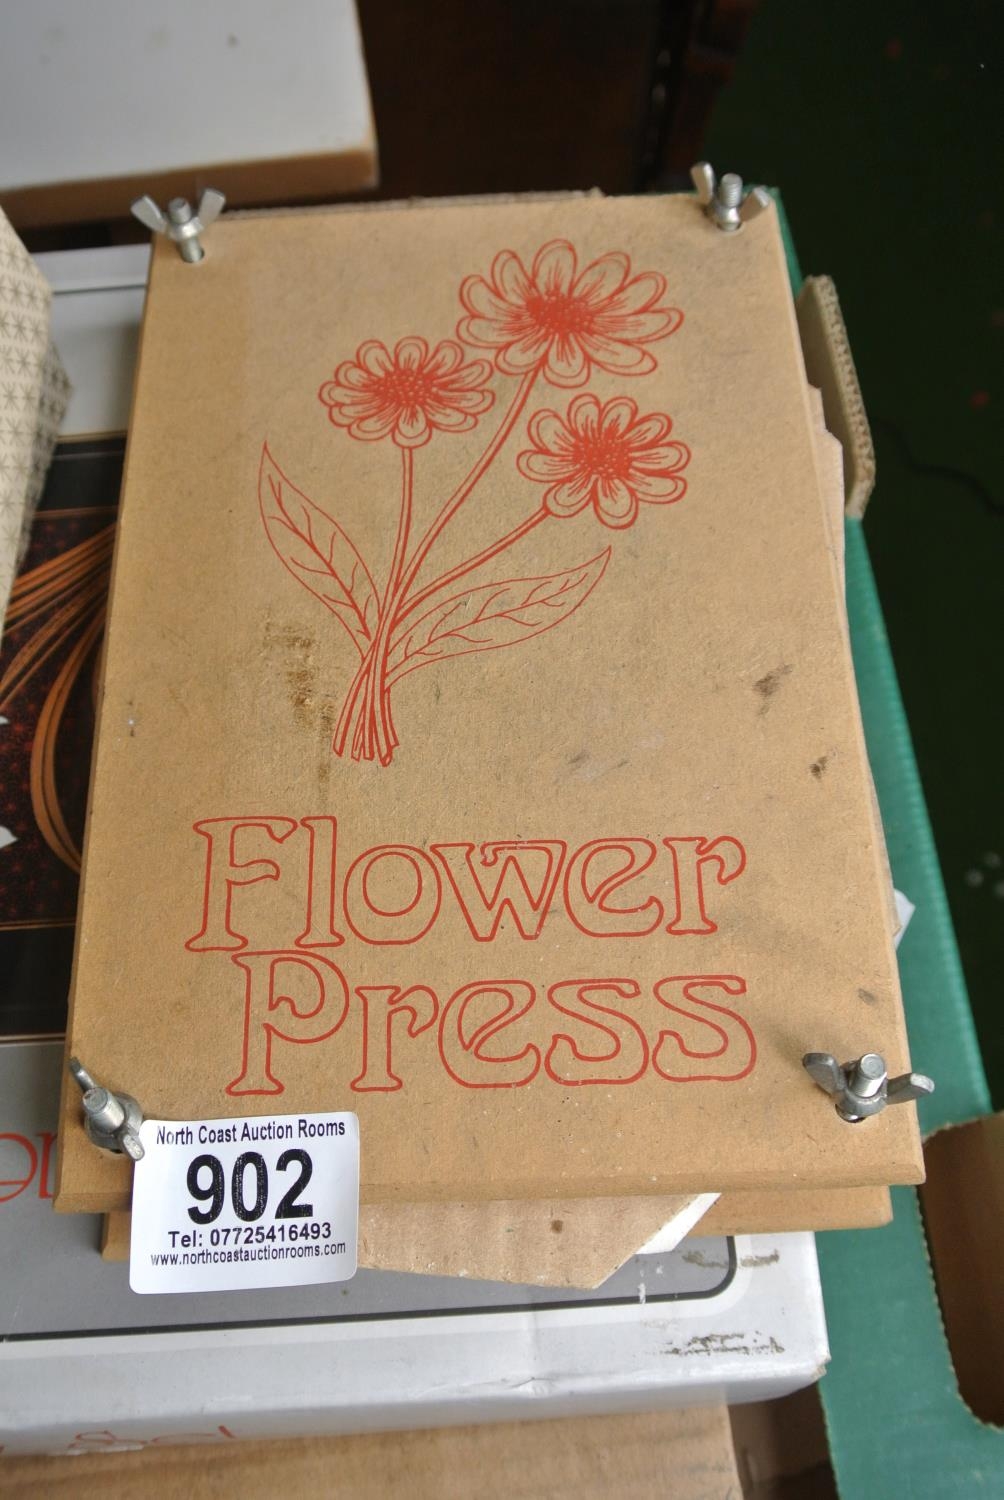 Flower
Press
North Coast Auction Rooms
902
Tel: 07725416493
www.northcoastauctionrooms.com